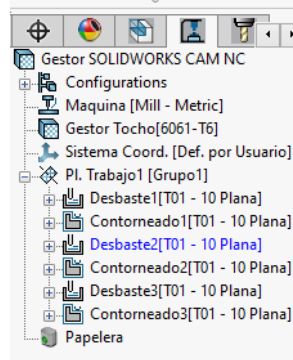 Gestor SOLIDWORKS CAM NC
Configurations
Maquina [Mill - Metric]
Gestor Tocho[6061-T6]
Sistema Coord. [Def. por Usuario]
Pl. Trabajo1 [Grupo1]
Desbaste1[T01 - 10 Plana]
Contorneado1[T01 - 10 Plana]
Desbaste2[T01 - 10 Plana]
Contorneado2[T01 - 10 Plana]
Desbaste3[T01 - 10 Plana]
Contorneado3[T01 - 10 Plana]
Papelera